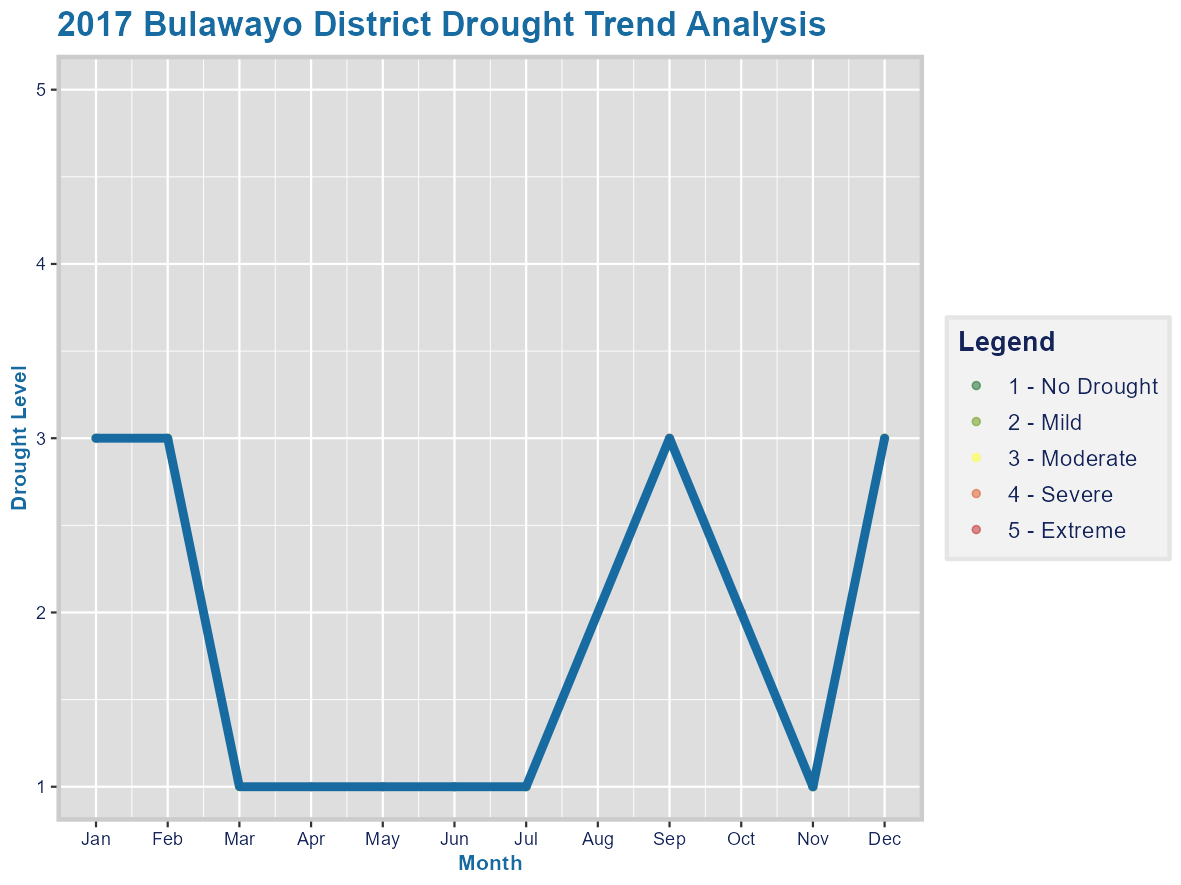 2017 Bulawayo District Drought Trend Analysis
5
4
3
2
1
Drought Level
Jan Feb Mar Apr May Jun Jul Aug Sep Oct Nov Dec
Month
Legend
1 - No Drought
2 - Mild
3 - Moderate
4 - Severe
5 - Extreme